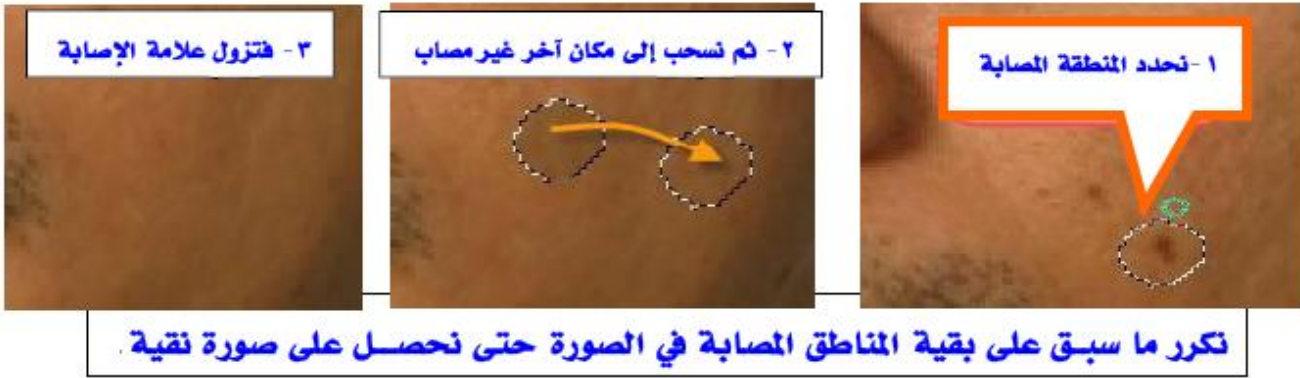 ١ - نحدد المنطقة المصابة
٢ - ثم نسحب إلى مكان آخر غير مصاب
٣ - فتزول علامة الإصابة
نكرر ما سبق على بقية المناطق المصابة في الصورة حتى نحصل على صورة نقية .